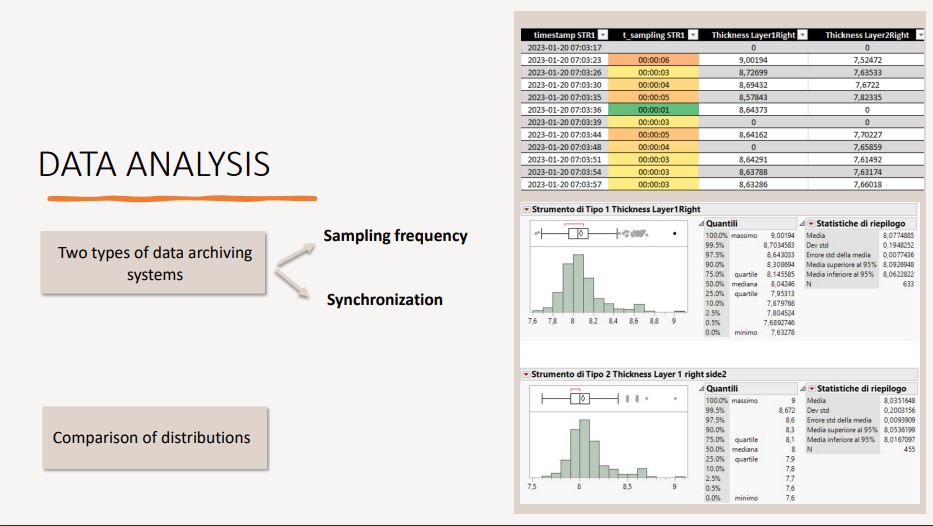 DATA ANALYSIS
Two types of data archiving
systems
Sampling frequency
Synchronization
Comparison of distributions
timestamp STR1 t_sampling STR1 Thickness Layer1Right Thickness Layer2Right
2023-01-20 07:03:17 0 0
2023-01-20 07:03:23 00:00:06 9,00194 7,52472
2023-01-20 07:03:26 00:00:03 8,72699 7,63533
2023-01-20 07:03:30 00:00:04 8,69432 7,6722
2023-01-20 07:03:35 00:00:05 8,57843 7,82335
2023-01-20 07:03:36 00:00:01 8,64373 0
2023-01-20 07:03:39 00:00:03 0 0
2023-01-20 07:03:44 00:00:05 8,64162 7,70227
2023-01-20 07:03:48 00:00:04 0 7,65859
2023-01-20 07:03:51 00:00:03 8,64291 7,61492
2023-01-20 07:03:54 00:00:03 8,63788 7,63174
2023-01-20 07:03:57 00:00:03 8,63286 7,66018
Strumento di Tipo 1 Thickness Layer1Right
7,6 7,8 8 8,2 8,4 8,6 8,8 9
Quantili
100.0% massimo 9,00194
99.5% 8,7034583
97.5% 8,643033
90.0% 8,308694
75.0% quartile 8,145585
50.0% mediana 8,04246
25.0% quartile 7,95313
10.0% 7,879768
2.5% 7,804524
0.5% 7,6892746
0.0% minimo 7,63278
Statistiche di riepilogo
Media 8,0774885
Dev std 0,1948252
Errore std della media 0,0077436
Media superiore al 95% 8,0926948
Media inferiore al 95% 8,0622822
N 633
Strumento di Tipo 2 Thickness Layer 1 right side2
7,5 8 8,5 9
Quantili
100.0% massimo 9
99.5% 8,672
97.5% 8,6
90.0% 8,3
75.0% quartile 8,1
50.0% mediana 8
25.0% quartile 7,9
10.0% 7,8
2.5% 7,7
0.5% 7,6
0.0% minimo 7,6
Statistiche di riepilogo
Media 8,0351648
Dev std 0,2003156
Errore std della media 0,0093909
Media superiore al 95% 8,0536199
Media inferiore al 95% 8,0167097
N 455